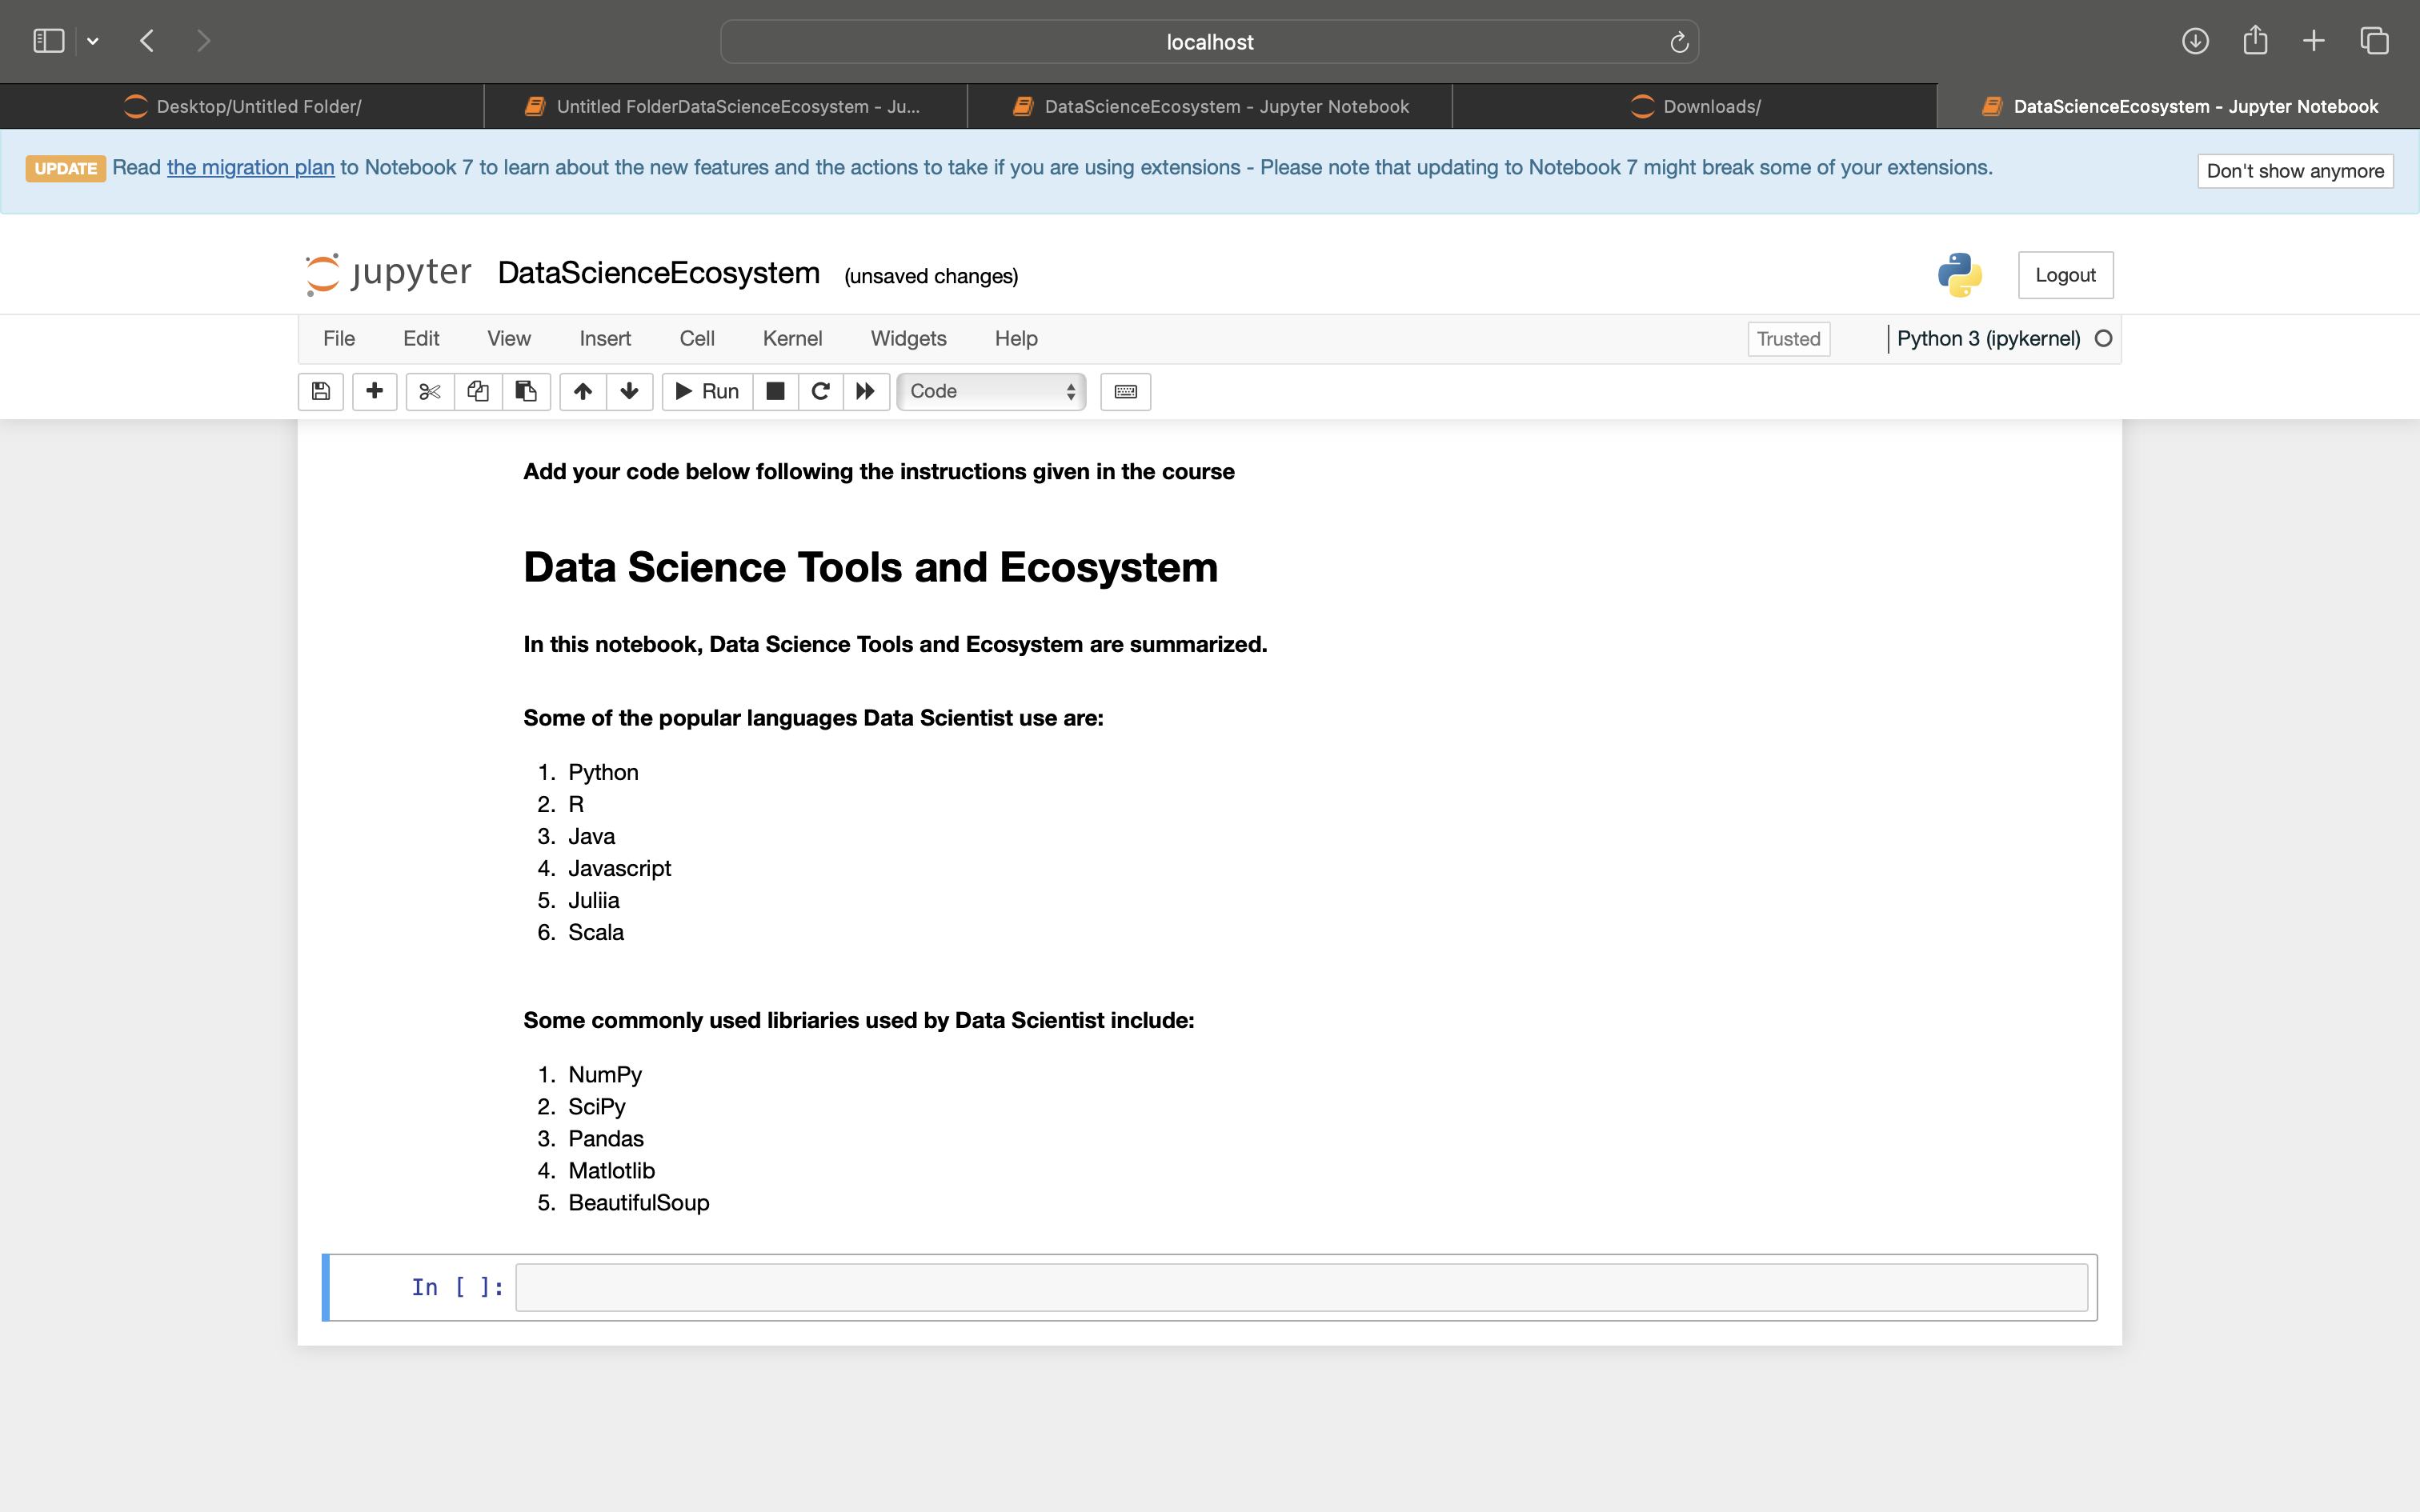 localhost
Desktop/Untitled Folder/
Untitled FolderDataScienceEcosystem - Ju...
DataScienceEcosystem - Jupyter Notebook
Downloads/
DataScienceEcosystem - Jupyter Notebook
UPDATE Read the migration plan to Notebook 7 to learn about the new features and the actions to take if you are using extensions - Please note that updating to Notebook 7 might break some of your extensions.
Don't show anymore
jupyter DataScienceEcosystem (unsaved changes)
Logout
File Edit View Insert Cell Kernel Widgets Help
Trusted
Python 3 (ipykernel)
Run
Code
Add your code below following the instructions given in the course
Data Science Tools and Ecosystem
In this notebook, Data Science Tools and Ecosystem are summarized.
Some of the popular languages Data Scientist use are:
1. Python
2. R
3. Java
4. Javascript
5. Juliia
6. Scala
Some commonly used libriaries used by Data Scientist include:
1. NumPy
2. SciPy
3. Pandas
4. Matlotlib
5. BeautifulSoup
In [ ]: